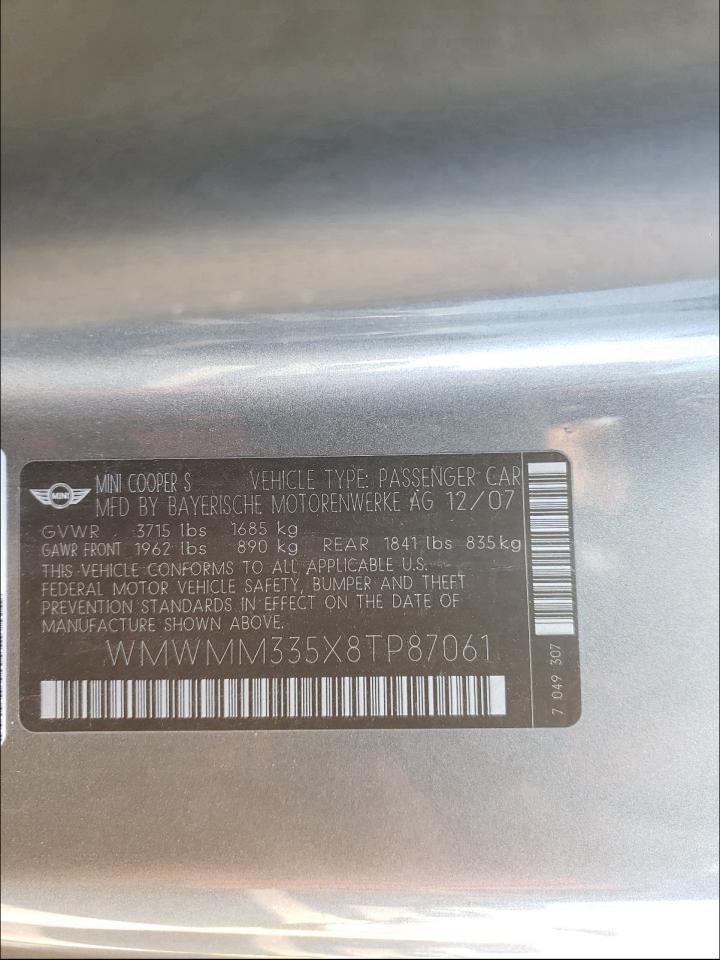 MINI
MINI COOPER S VEHICLE TYPE: PASSENGER CAR
MFD BY BAYERISCHE MOTORENWERKE AG 12/07
GVWR 3715 lbs 1685 kg
GAWR FRONT 1962 lbs 890 kg REAR 1841 lbs 835 kg
THIS VEHICLE CONFORMS TO ALL APPLICABLE U.S.
FEDERAL MOTOR VEHICLE SAFETY, BUMPER AND THEFT
PREVENTION STANDARDS IN EFFECT ON THE DATE OF
MANUFACTURE SHOWN ABOVE.
WMWMM335X8TP87061
7 049 307